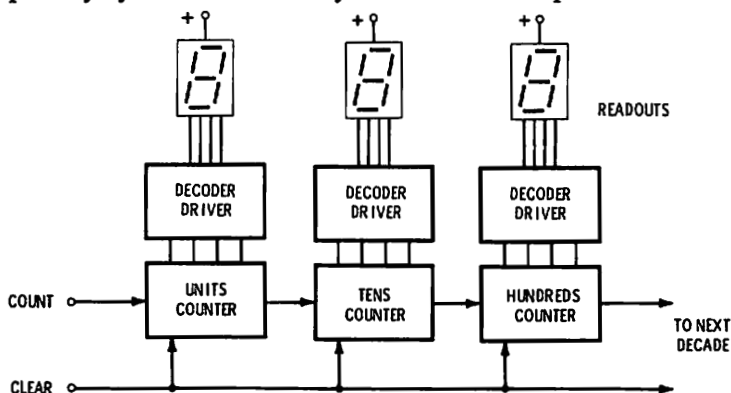 +
+
+
READOUTS
DECODER
DRIVER
DECODER
DRIVER
DECODER
DRIVER
COUNT
UNITS
COUNTER
TENS
COUNTER
HUNDREDS
COUNTER
TO NEXT
DECADE
CLEAR